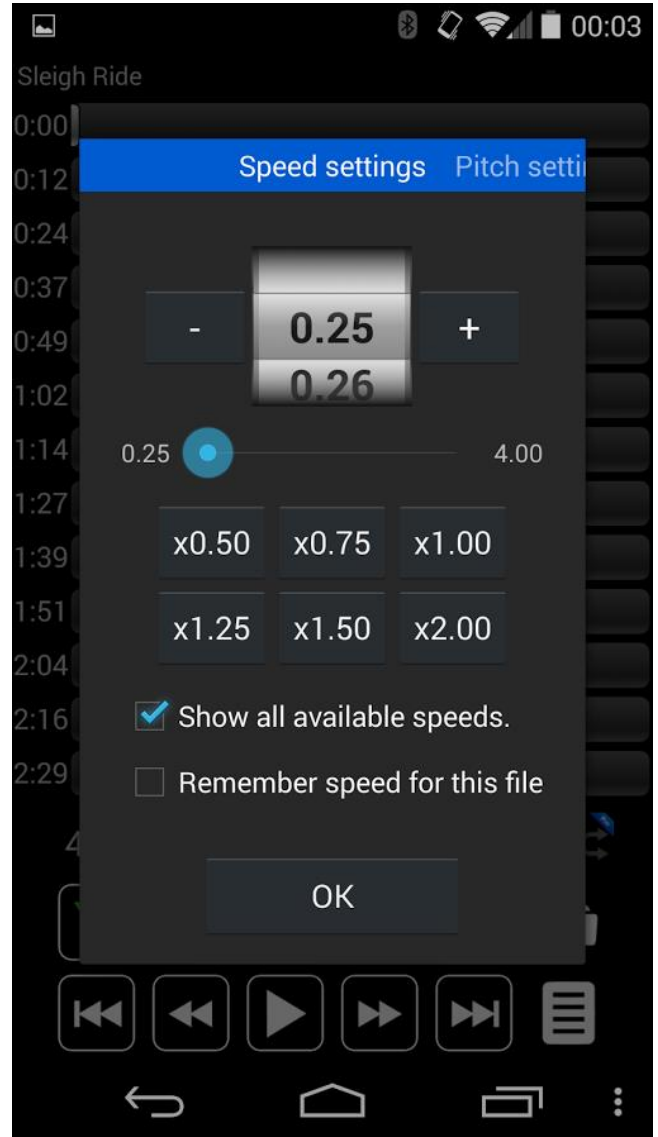 00:03
Sleigh Ride
0:00
Speed settings Pitch setti
0:12
0:24
0:37
- 0.25 +
0:49
0.26
1:02
1:14
0.25 4.00
1:27
x0.50 x0.75 x1.00
1:39
1:51
x1.25 x1.50 x2.00
2:04
2:16
Show all available speeds.
2:29
Remember speed for this file
4
OK